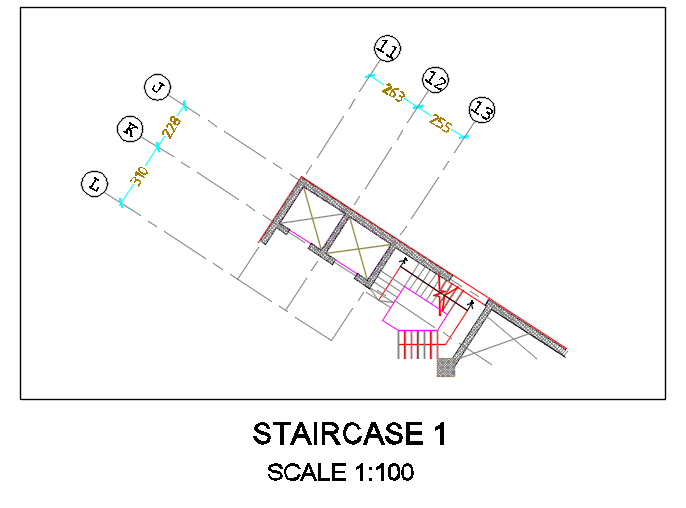 11
12
13
263
255
J
K
L
228
310
STAIRCASE 1
SCALE 1:100